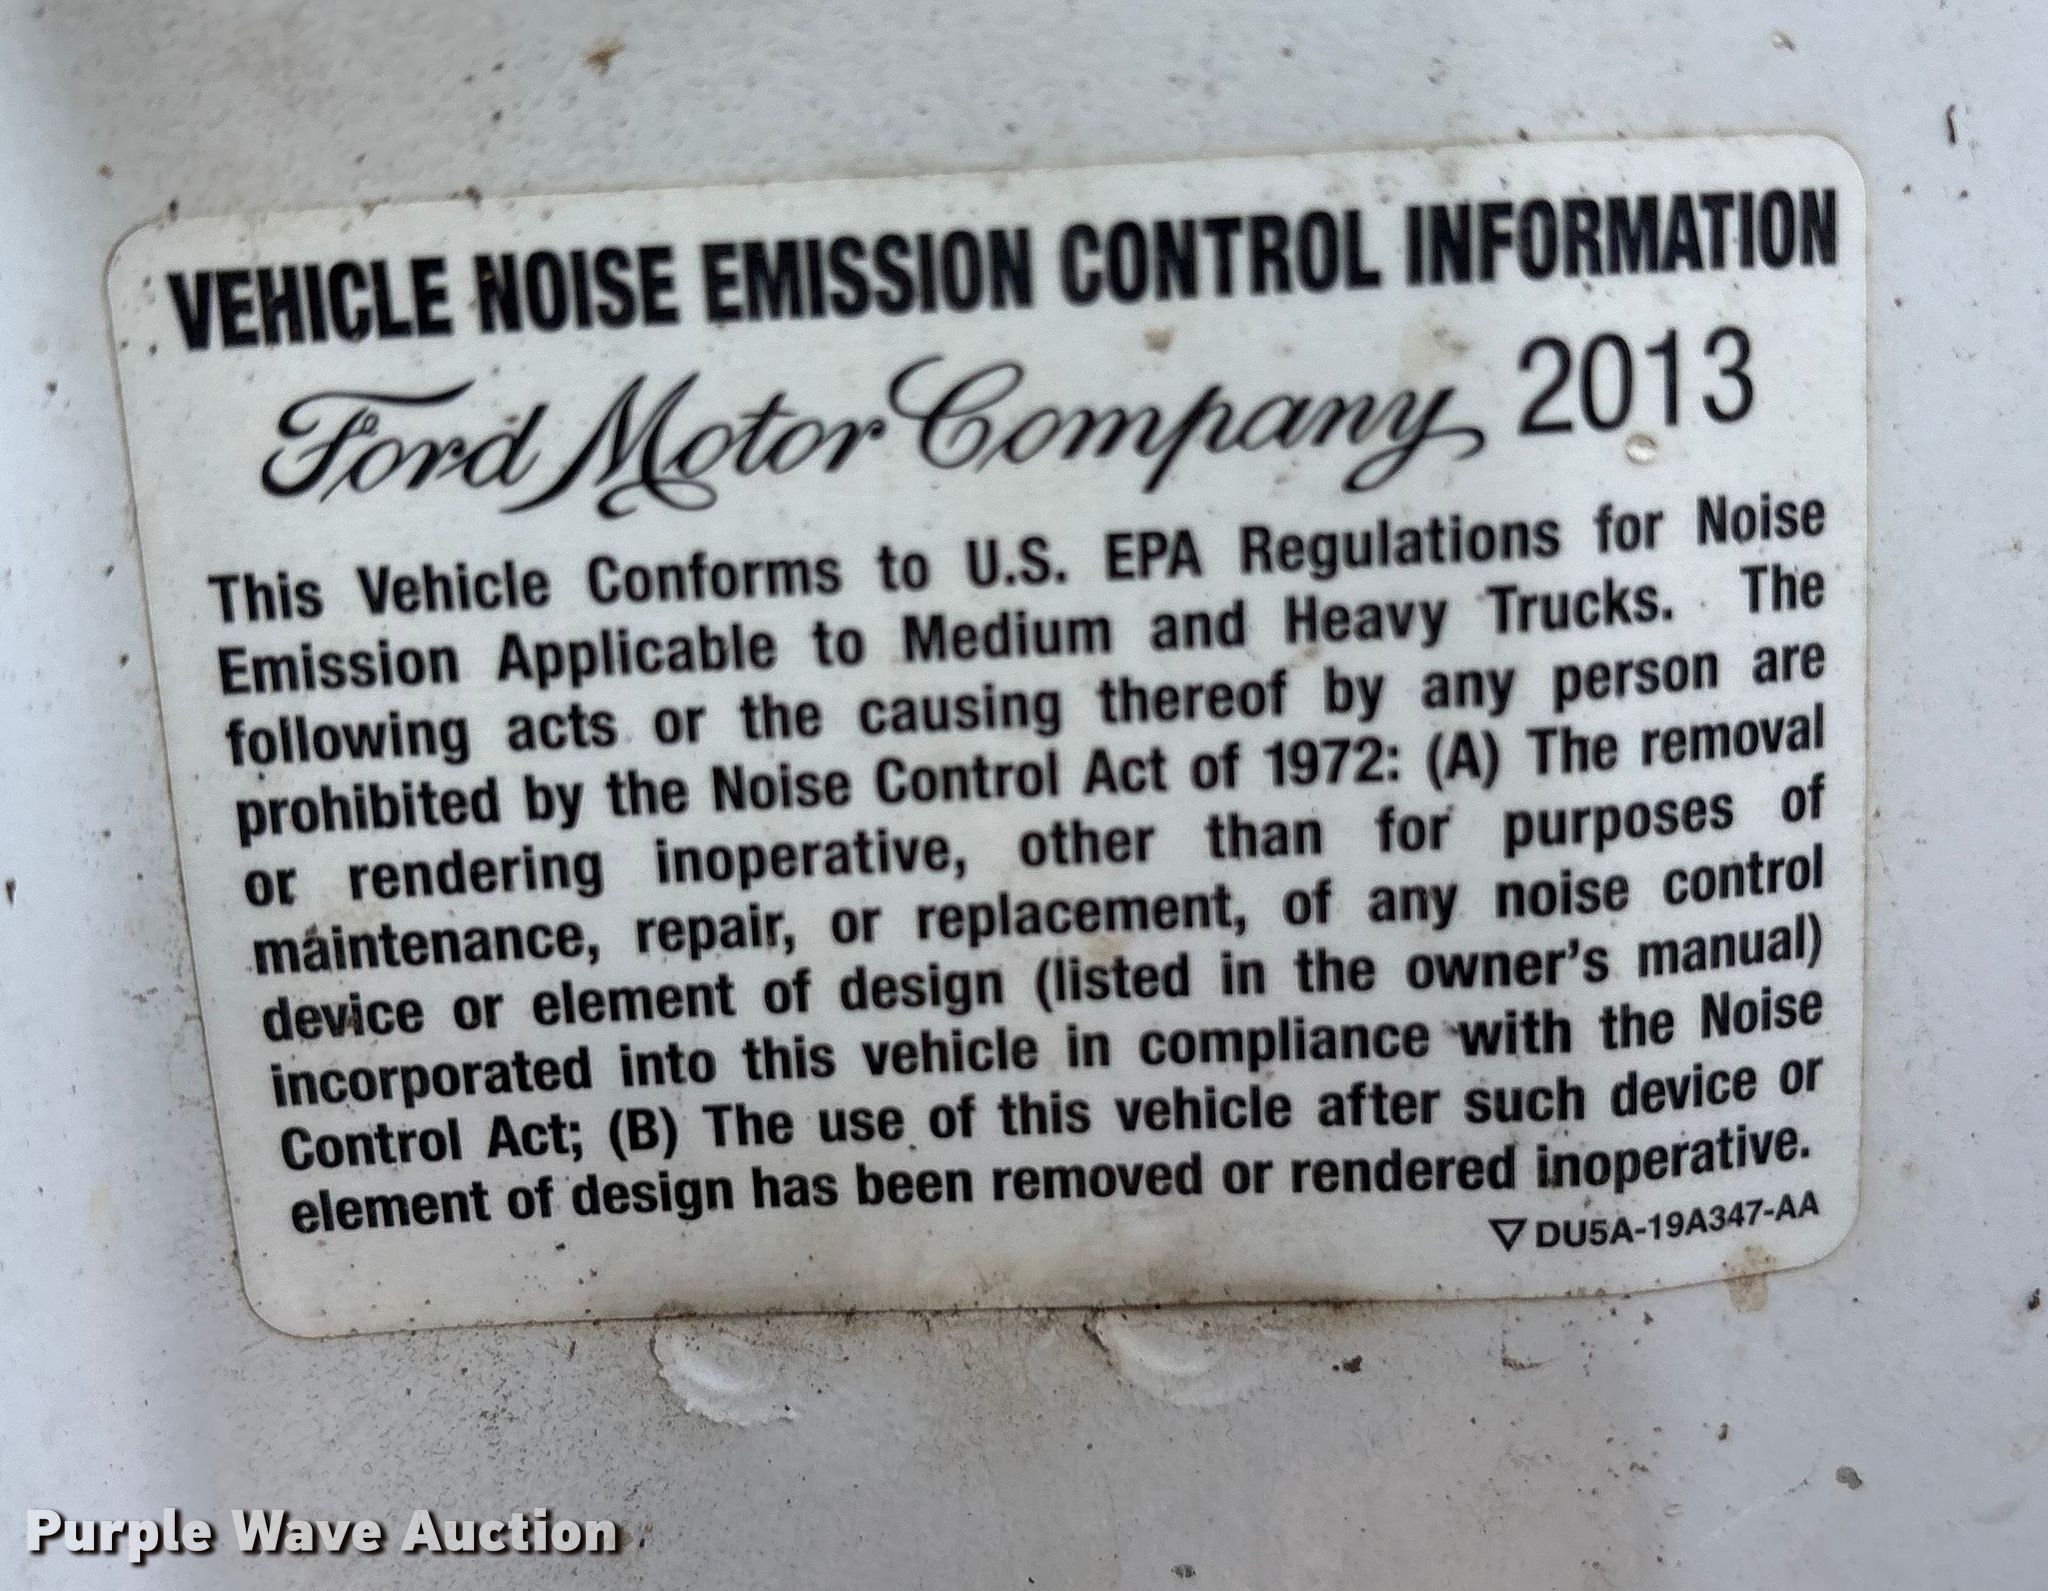 VEHICLE NOISE EMISSION CONTROL INFORMATION
Ford Motor Company 2013
This Vehicle Conforms to U.S. EPA Regulations for Noise
Emission Applicable to Medium and Heavy Trucks. The
following acts or the causing thereof by any person are
prohibited by the Noise Control Act of 1972: (A) The removal
or rendering inoperative, other than for purposes of
maintenance, repair, or replacement, of any noise control
device or element of design (listed in the owner's manual)
incorporated into this vehicle in compliance with the Noise
Control Act; (B) The use of this vehicle after such device or
element of design has been removed or rendered inoperative.
▽ DU5A-19A347-AA
Purple Wave Auction